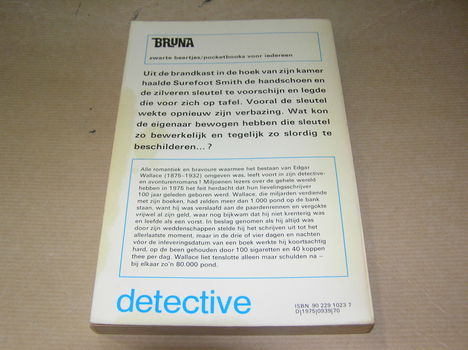 BRUNA
zwarte beertjes/pocketbooks voor iedereen
Uit de brandkast in de hoek van zijn kamer
haalde Surefoot Smith de handschoen en
de zilveren sleutel te voorschijn en legde
die voor zich op tafel. Vooral de sleutel
wekte opnieuw zijn verbazing. Wat kon
de eigenaar bewogen hebben die sleutel
zo bewerkelijk en tegelijk zo slordig te
beschilderen...?
Alle romantiek en bravoure waarmee het bestaan van Edgar
Wallace (1875-1932) omgeven was, leeft voort in zijn detective-
en avonturenromans! Miljoenen lezers over de gehele wereld
hebben in 1975 het feit herdacht dat hun lievelingsschrijver
100 jaar geleden geboren werd. Wallace, die miljarden verdiende
met zijn boeken, had zelden meer dan 1.000 pond op de bank
staan, want hij was verslaafd aan de paardenrennen en vergokte
vrijwel al zijn geld, waar nog bijkwam dat hij niet krenterig was
en leefde als een vorst. In beslag genomen als hij altijd was
door zijn weddenschappen stelde hij het schrijven uit tot het
allerlaatste moment, maar in de drie of vier dagen en nachten
vóór de inleveringsdatum van een boek werkte hij koortsachtig
hard, op de been gehouden door 100 sigaretten en 40 koppen
thee per dag. Wallace liet tenslotte alleen maar schulden na –
bij elkaar zo'n 80.000 pond.
detective
ISBN 90 229 1023 7
D|1975|0939|70